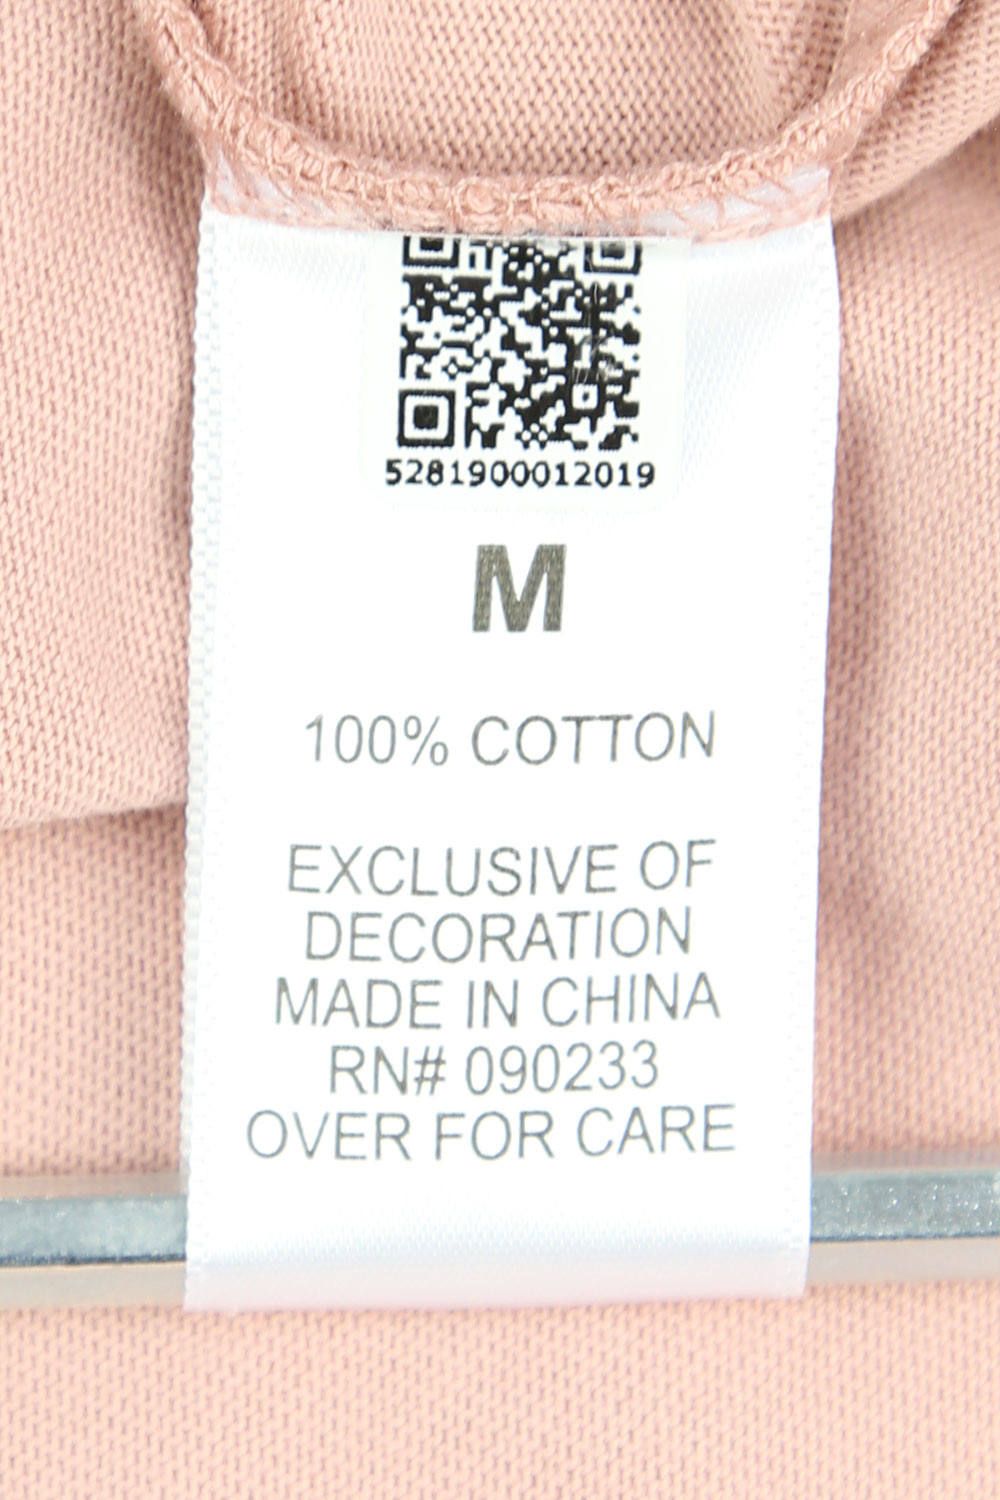 5281900012019
M
100% COTTON
EXCLUSIVE OF
DECORATION
MADE IN CHINA
RN# 090233
OVER FOR CARE